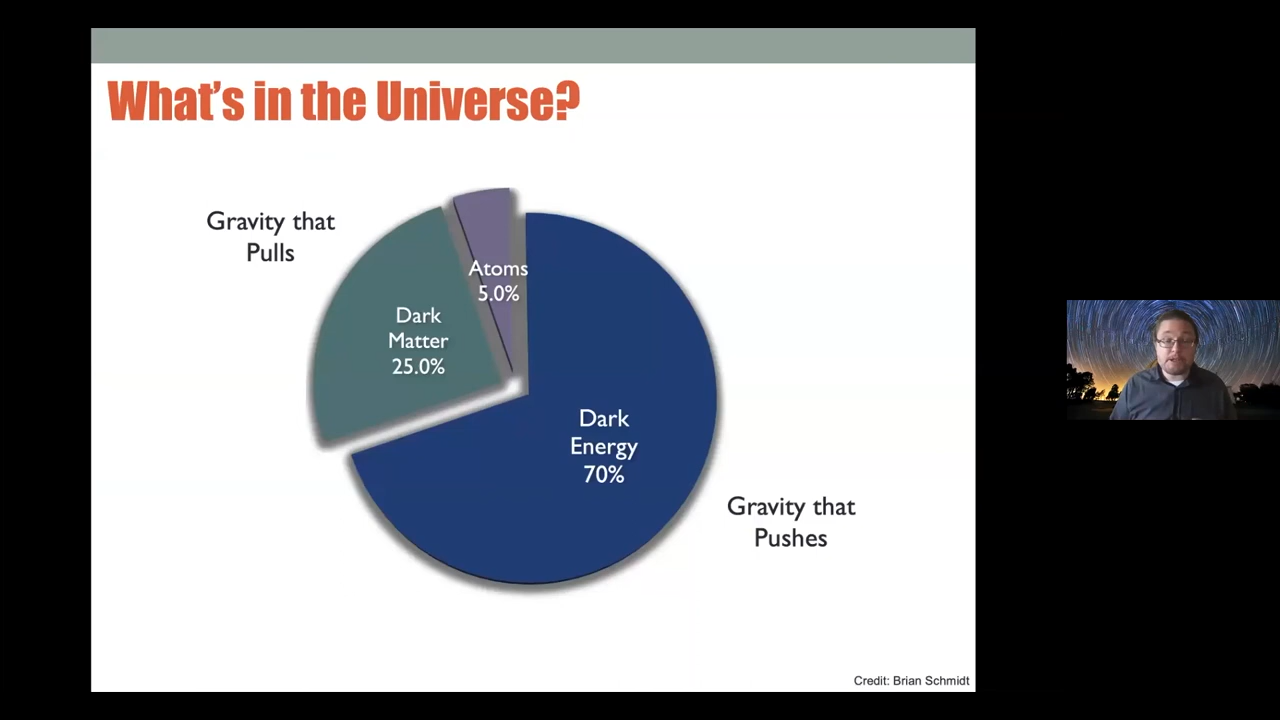 What's in the Universe?
Gravity that
Pulls
Atoms
5.0%
Dark
Matter
25.0%
Dark
Energy
70%
Gravity that
Pushes
Credit: Brian Schmidt